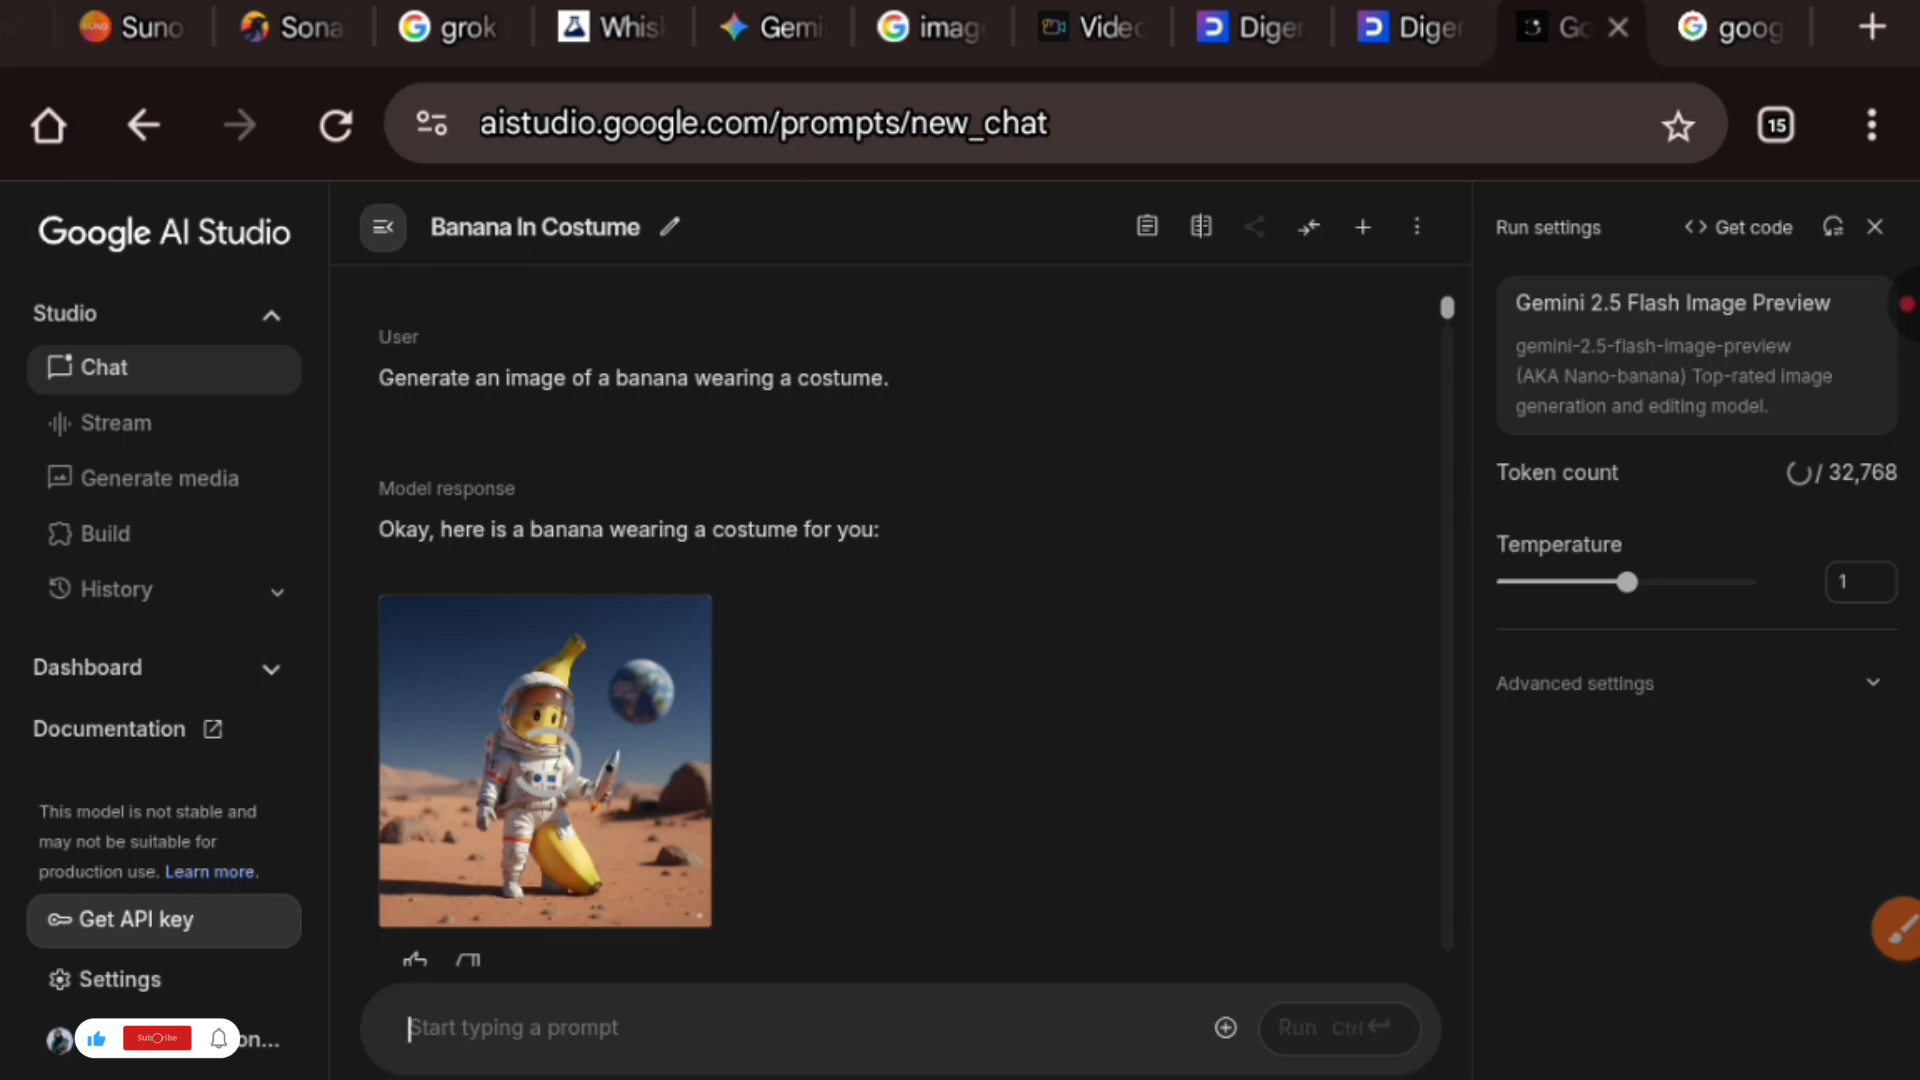 Suno
Sona
grok
Whisk
Gemi
imag
Video
Diger
Diger
Go
goog
aistudio.google.com/prompts/new_chat
15
Google AI Studio
Studio
Chat
Stream
Generate media
Build
History
Dashboard
Documentation
This model is not stable and
may not be suitable for
production use. Learn more.
Get API key
Settings
Subscribe
on...
Banana In Costume
User
Generate an image of a banana wearing a costume.
Model response
Okay, here is a banana wearing a costume for you:
Start typing a prompt
Run Ctrl
Run settings
Get code
Gemini 2.5 Flash Image Preview
gemini-2.5-flash-image-preview
(AKA Nano-banana) Top-rated image
generation and editing model.
Token count
/ 32,768
Temperature
1
Advanced settings